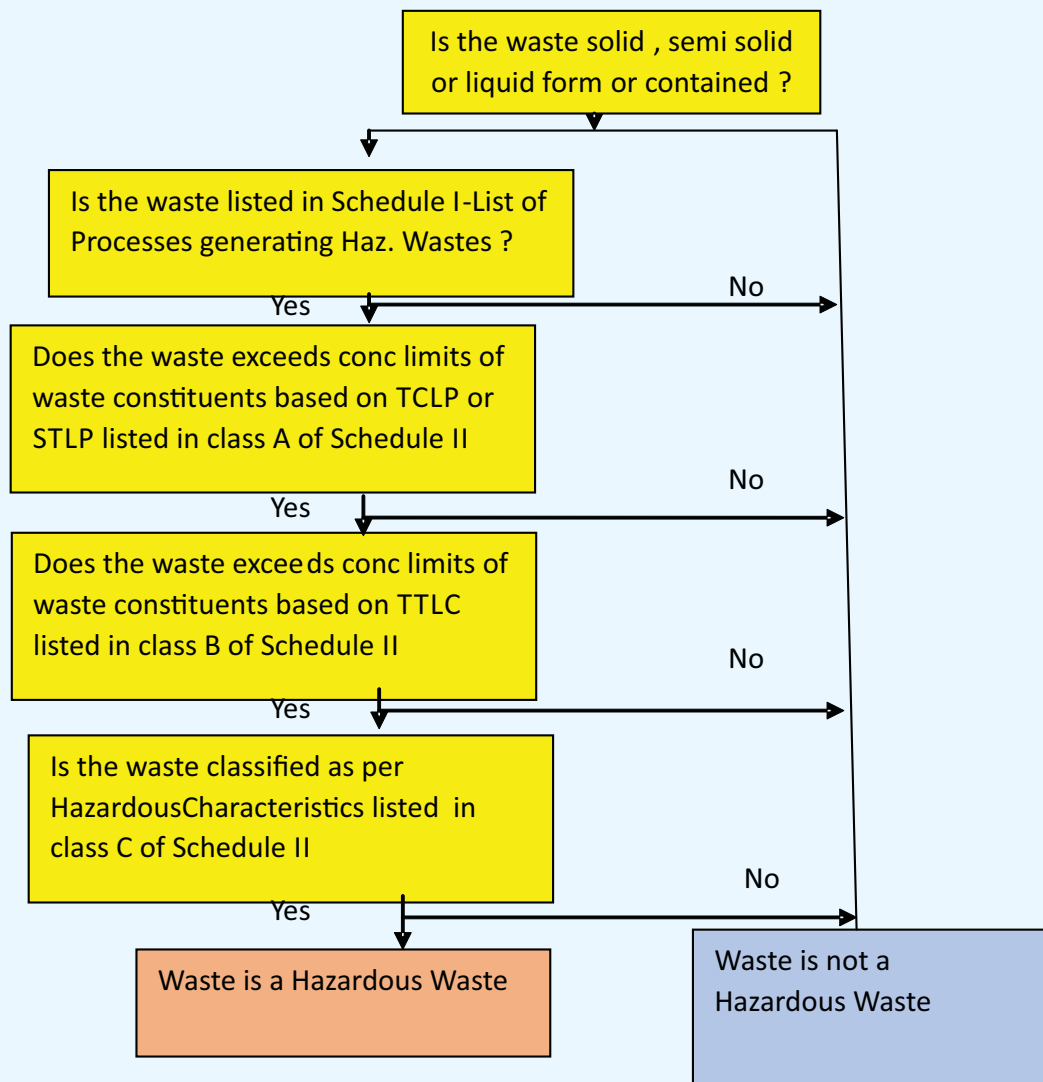 Is the waste solid , semi solid
or liquid form or contained ?
Is the waste listed in Schedule I-List of
Processes generating Haz. Wastes ?
Yes
No
Does the waste exceeds conc limits of
waste constituents based on TCLP or
STLP listed in class A of Schedule II
Yes
No
Does the waste exceeds conc limits of
waste constituents based on TTLC
listed in class B of Schedule II
Yes
No
Is the waste classified as per
HazardousCharacteristics listed in
class C of Schedule II
Yes
No
Waste is a Hazardous Waste
Waste is not a
Hazardous Waste